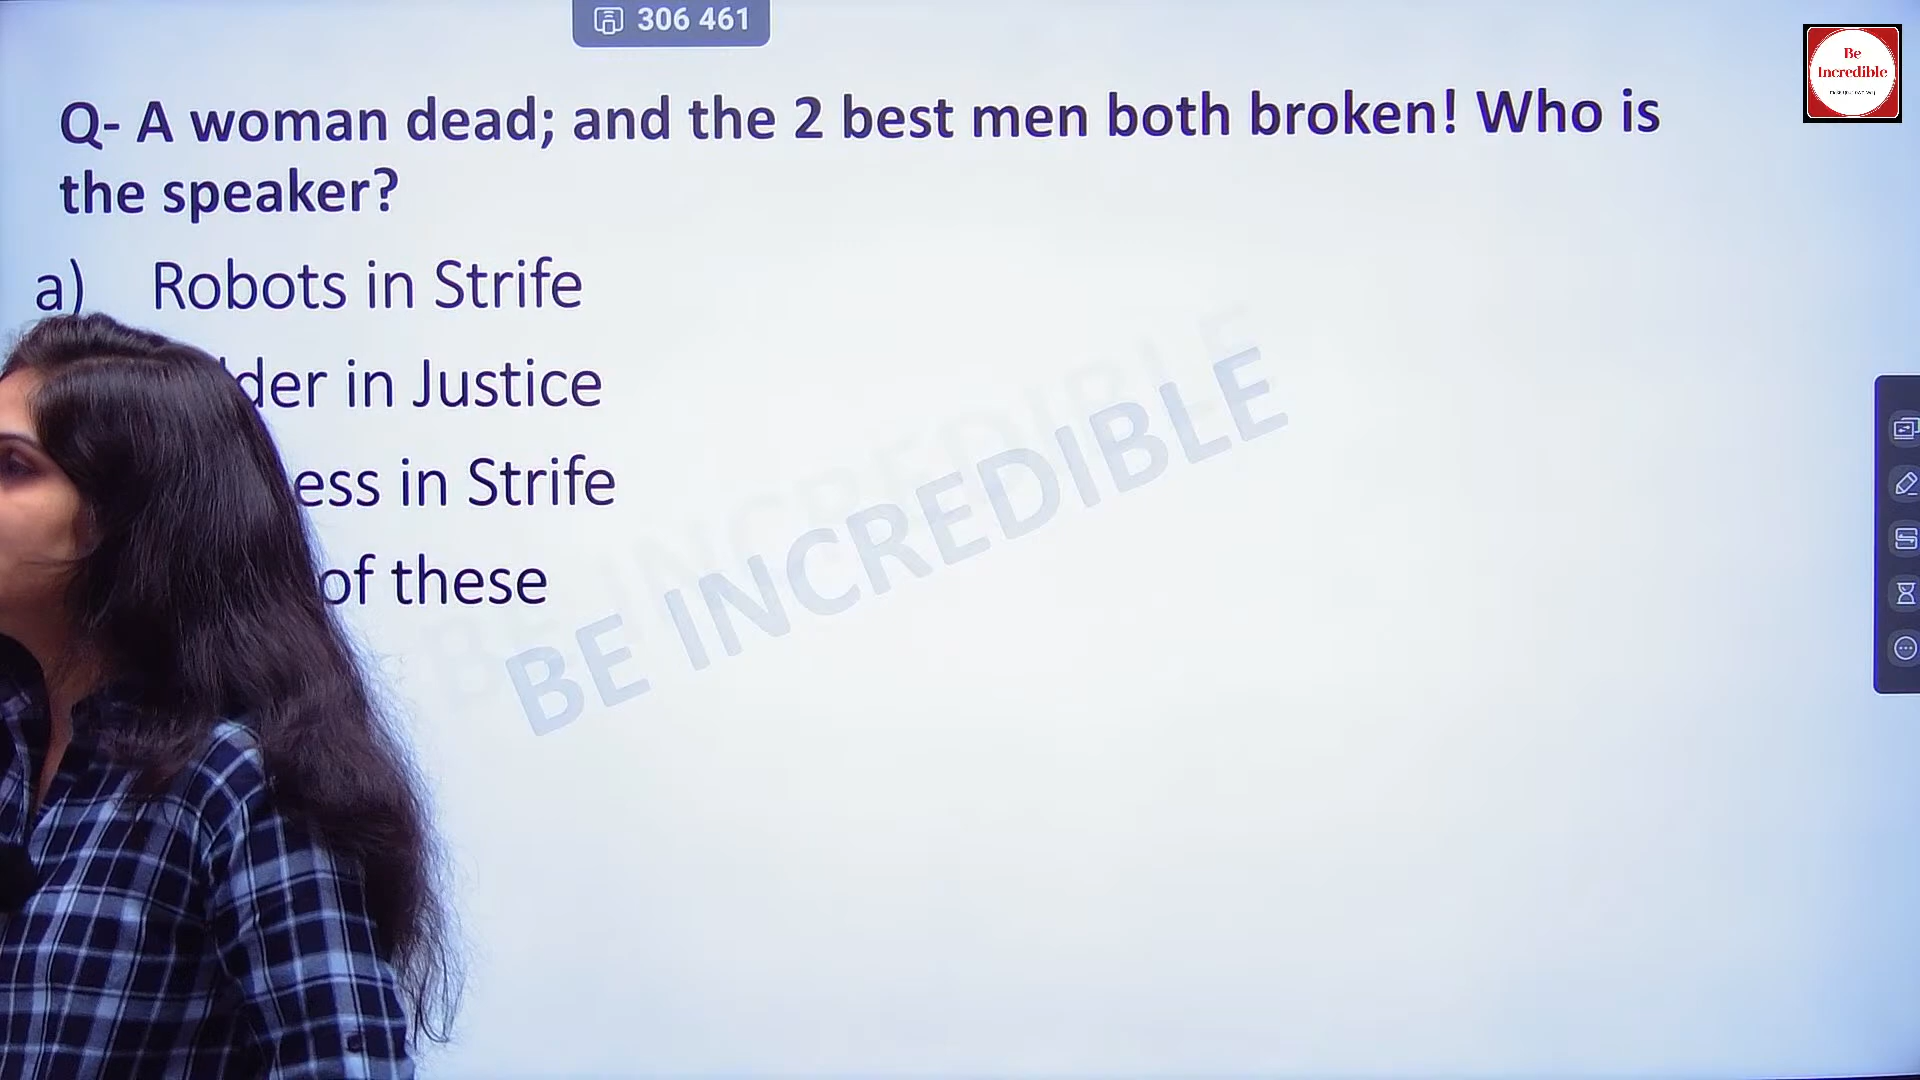 306 461
Be
Incredible
Q- A woman dead; and the 2 best men both broken! Who is
the speaker?
a) Robots in Strife
der in Justice
ess in Strife
of these
BE INCREDIBLE